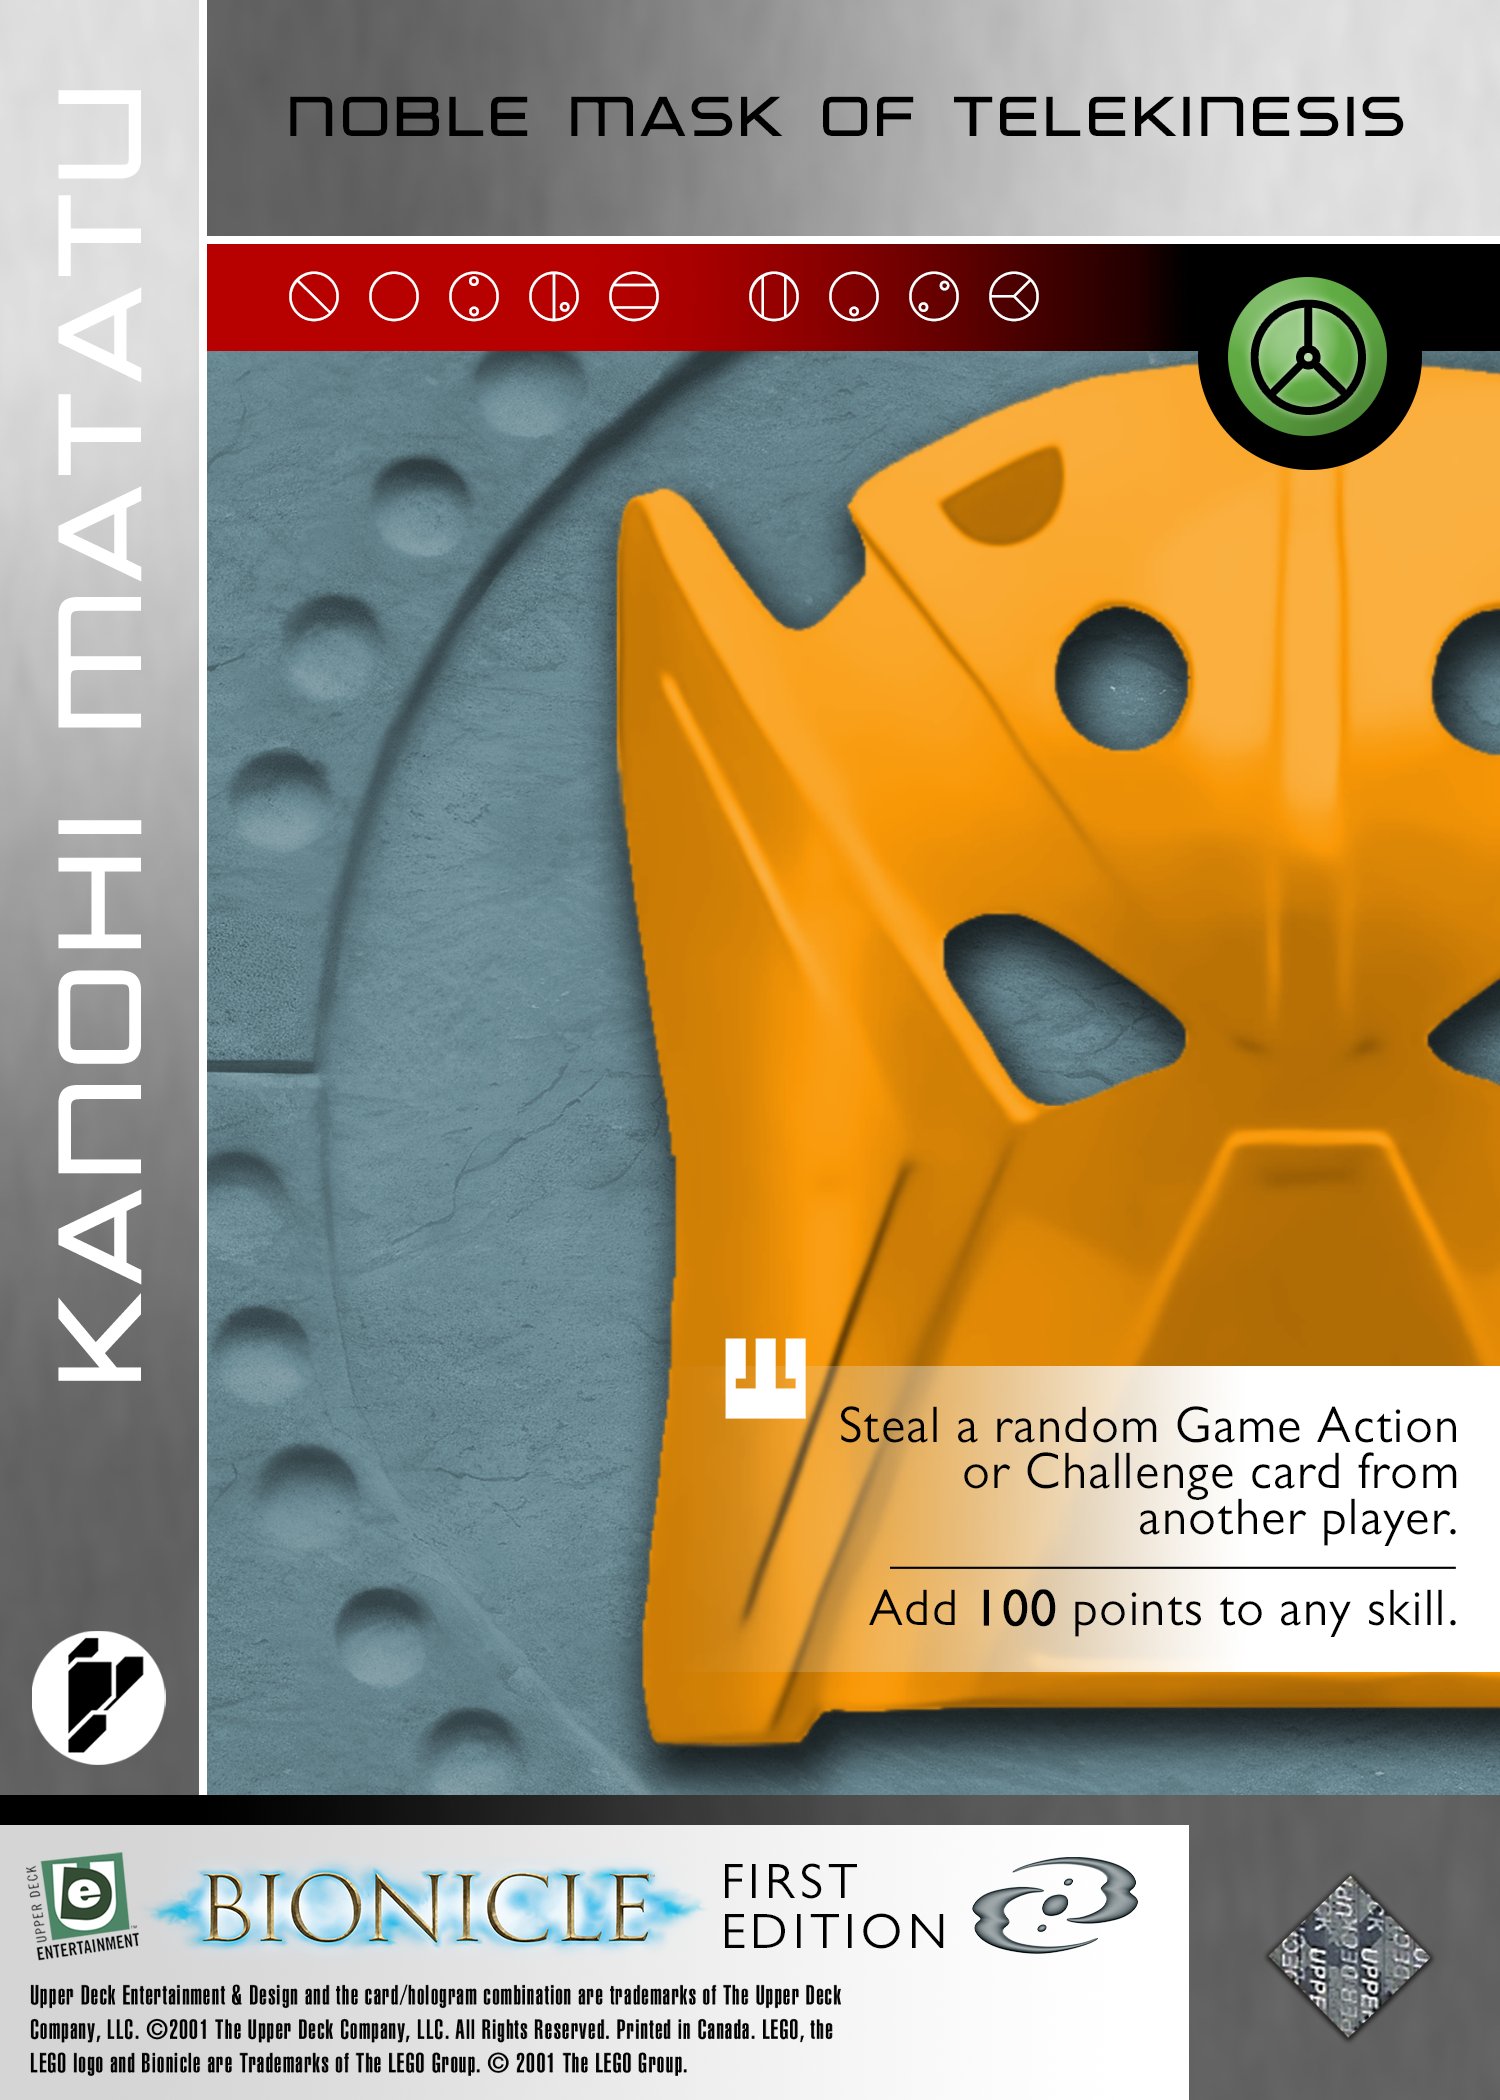 NOBLE MASK OF TELEKINESIS
KANOHI MATATU
Steal a random Game Action
or Challenge card from
another player.
Add 100 points to any skill.
UPPER DECK
e
ENTERTAINMENT
BIONICLE
FIRST
EDITION
Upper Deck Entertainment & Design and the card/hologram combination are trademarks of The Upper Deck
Company, LLC. ©2001 The Upper Deck Company, LLC. All Rights Reserved. Printed in Canada. LEGO, the
LEGO logo and Bionicle are Trademarks of The LEGO Group. © 2001 The LEGO Group.